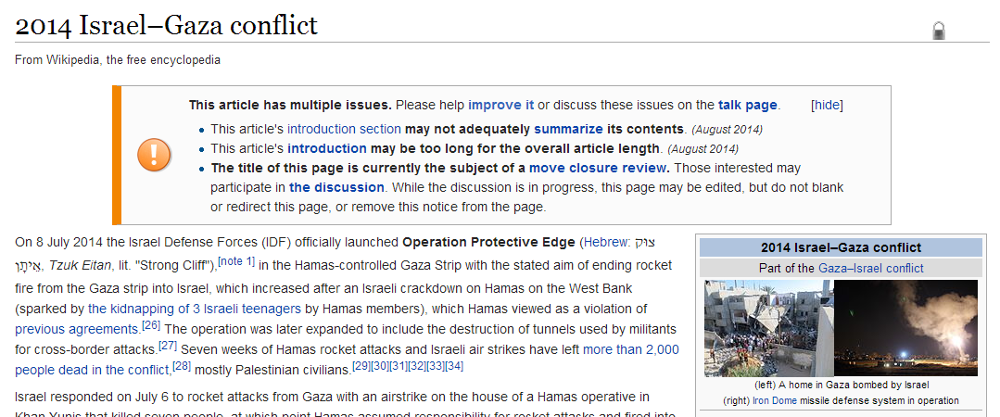 2014 Israel–Gaza conflict
From Wikipedia, the free encyclopedia
This article has multiple issues. Please help improve it or discuss these issues on the talk page. [hide]
This article's introduction section may not adequately summarize its contents. (August 2014)
This article's introduction may be too long for the overall article length. (August 2014)
The title of this page is currently the subject of a move closure review. Those interested may
participate in the discussion. While the discussion is in progress, this page may be edited, but do not blank
or redirect this page, or remove this notice from the page.
On 8 July 2014 the Israel Defense Forces (IDF) officially launched Operation Protective Edge (Hebrew: צוּק
אֵיתָן, Tzuk Eitan, lit. "Strong Cliff"),[note 1] in the Hamas-controlled Gaza Strip with the stated aim of ending rocket
fire from the Gaza strip into Israel, which increased after an Israeli crackdown on Hamas on the West Bank
(sparked by the kidnapping of 3 Israeli teenagers by Hamas members), which Hamas viewed as a violation of
previous agreements.[26] The operation was later expanded to include the destruction of tunnels used by militants
for cross-border attacks.[27] Seven weeks of Hamas rocket attacks and Israeli air strikes have left more than 2,000
people dead in the conflict,[28] mostly Palestinian civilians.[29][30][31][32][33][34]
Israel responded on July 6 to rocket attacks from Gaza with an airstrike on the house of a Hamas operative in
Khan Yunis that killed seven people, at which point Hamas assumed responsibility for rocket attacks and fired into
2014 Israel–Gaza conflict
Part of the Gaza–Israel conflict
(left) A home in Gaza bombed by Israel
(right) Iron Dome missile defense system in operation